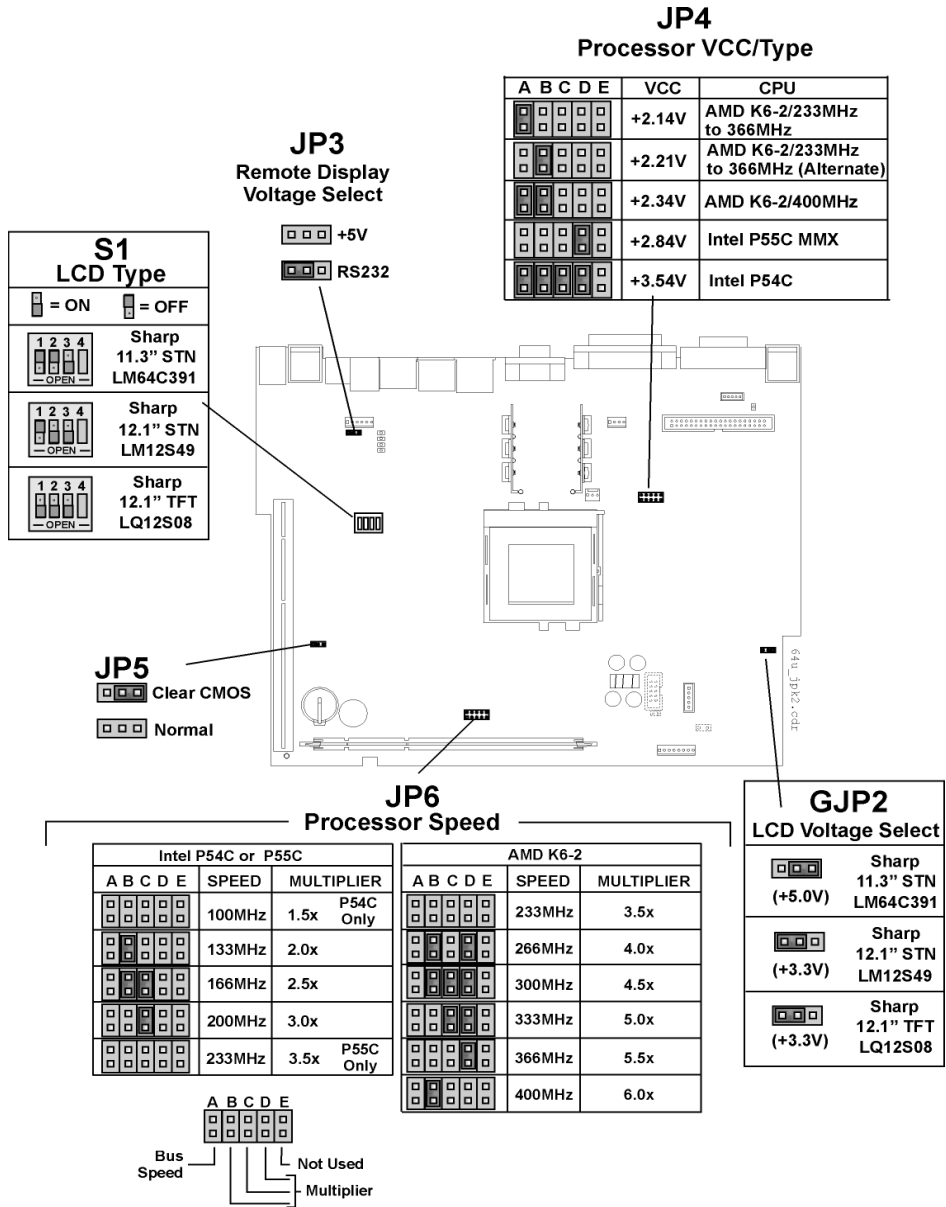 JP4
Processor VCC/Type
A B C D E VCC CPU
+2.14V AMD K6-2/233MHz
to 366MHz
+2.21V AMD K6-2/233MHz
to 366MHz (Alternate)
+2.34V AMD K6-2/400MHz
+2.84V Intel P55C MMX
+3.54V Intel P54C
JP3
Remote Display
Voltage Select
+5V
RS232
S1
LCD Type
= ON = OFF
1 2 3 4
OPEN
Sharp
11.3” STN
LM64C391
1 2 3 4
OPEN
Sharp
12.1” STN
LM12S49
1 2 3 4
OPEN
Sharp
12.1” TFT
LQ12S08
JP5
Clear CMOS
Normal
64u_jpk2.cdr
JP6
Processor Speed
Intel P54C or P55C
A B C D E SPEED MULTIPLIER
100MHz 1.5x P54C
Only
133MHz 2.0x
166MHz 2.5x
200MHz 3.0x
233MHz 3.5x P55C
Only
AMD K6-2
A B C D E SPEED MULTIPLIER
233MHz 3.5x
266MHz 4.0x
300MHz 4.5x
333MHz 5.0x
366MHz 5.5x
400MHz 6.0x
A B C D E
Bus
Speed
Not Used
Multiplier
GJP2
LCD Voltage Select
(+5.0V)
Sharp
11.3” STN
LM64C391
(+3.3V)
Sharp
12.1” STN
LM12S49
(+3.3V)
Sharp
12.1” TFT
LQ12S08